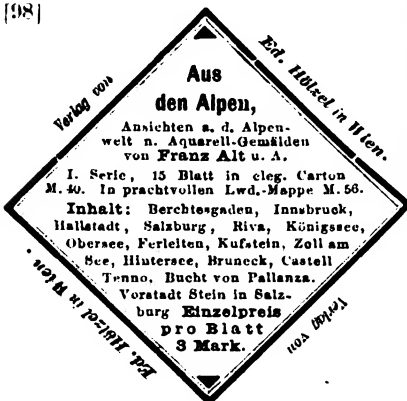 [98]
Verlag von
Ed. Hölzel in Wien.
Aus
den Alpen,
Ansichten a. d. Alpen-
welt n. Aquarell-Gemälden
von Franz Alt u. A.
I. Serie, 15 Blatt in eleg. Carton
M. 40. In prachtvollen Lwd.-Mappe M. 56.
Inhalt: Berchtesgaden, Innsbruck,
Hallstadt, Salzburg, Riva, Königssee,
Obersee, Ferleiten, Kufstein, Zell am
See, Hintersee, Bruneck, Castell
Tenno, Bucht von Pallanza.
Vorstadt Stein in Salz-
burg Einzelpreis
pro Blatt
3 Mark.
Ed. Hölzel in Wien.
Verlag von